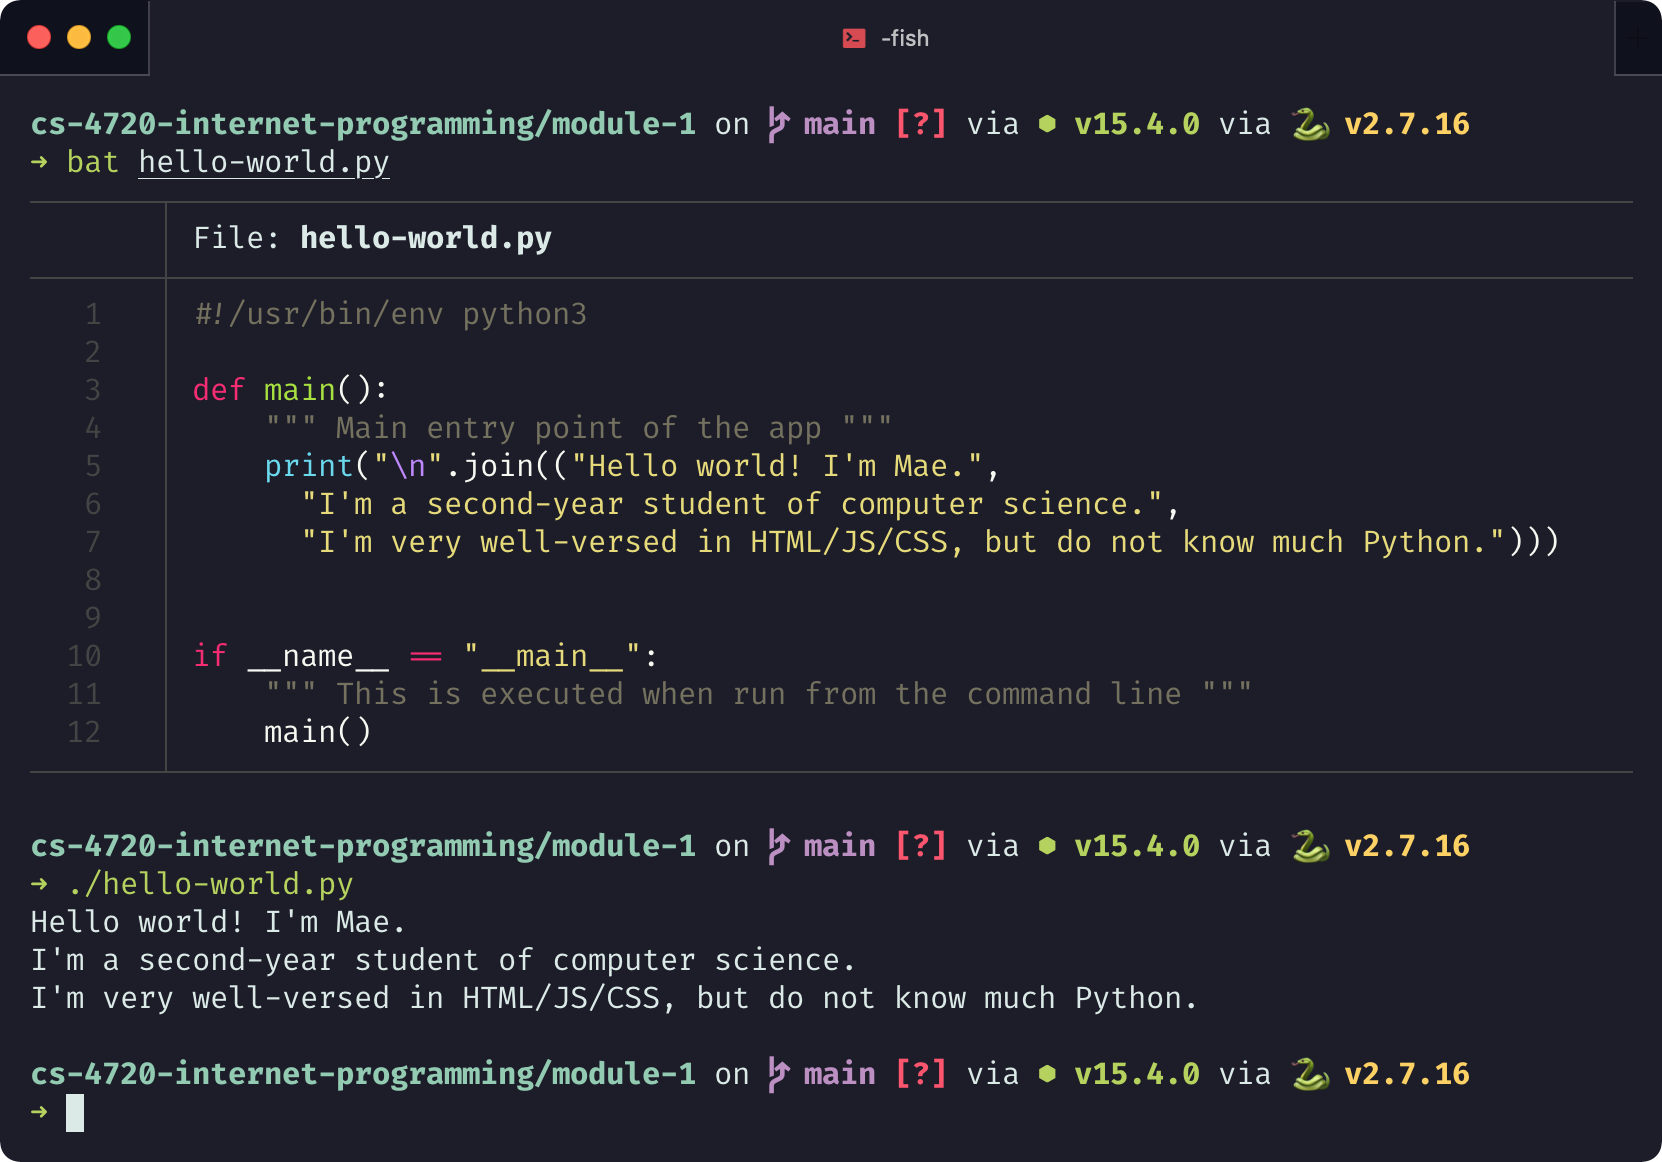 -fish
cs-4720-internet-programming/module-1 on main [?] via v15.4.0 via v2.7.16
➜ bat hello-world.py
File: hello-world.py
1 #!/usr/bin/env python3
2
3 def main():
4     """ Main entry point of the app """
5     print("\n".join(("Hello world! I'm Mae.",
6       "I'm a second-year student of computer science.",
7       "I'm very well-versed in HTML/JS/CSS, but do not know much Python.")))
8
9
10 if __name__ == "__main__":
11     """ This is executed when run from the command line """
12     main()
cs-4720-internet-programming/module-1 on main [?] via v15.4.0 via v2.7.16
➜ ./hello-world.py
Hello world! I'm Mae.
I'm a second-year student of computer science.
I'm very well-versed in HTML/JS/CSS, but do not know much Python.
cs-4720-internet-programming/module-1 on main [?] via v15.4.0 via v2.7.16
➜